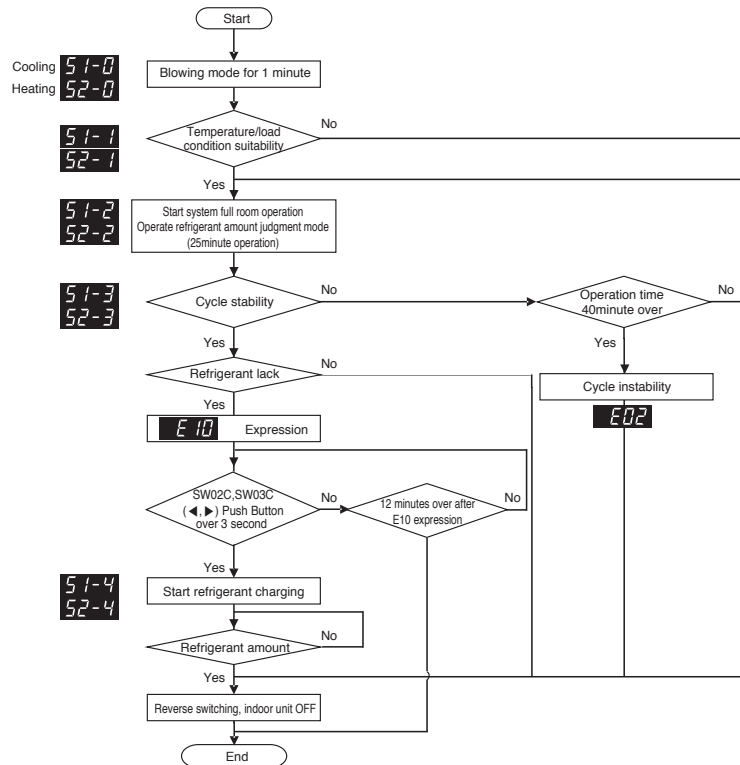 Start
Cooling S1-0
Heating S2-0
Blowing mode for 1 minute
S1-1
S2-1
Temperature/load
condition suitability
No
Yes
S1-2
S2-2
Start system full room operation
Operate refrigerant amount judgment mode
(25minute operation)
S1-3
S2-3
Cycle stability
No
Operation time
40minute over
No
Yes
Yes
Refrigerant lack
No
Cycle instability
Yes
E02
E10 Expression
SW02C,SW03C
(◀,▶) Push Button
over 3 second
No
12 minutes over after
E10 expression
No
Yes
S1-4
S2-4
Start refrigerant charging
No
Refrigerant amount
Yes
Reverse switching, indoor unit OFF
End